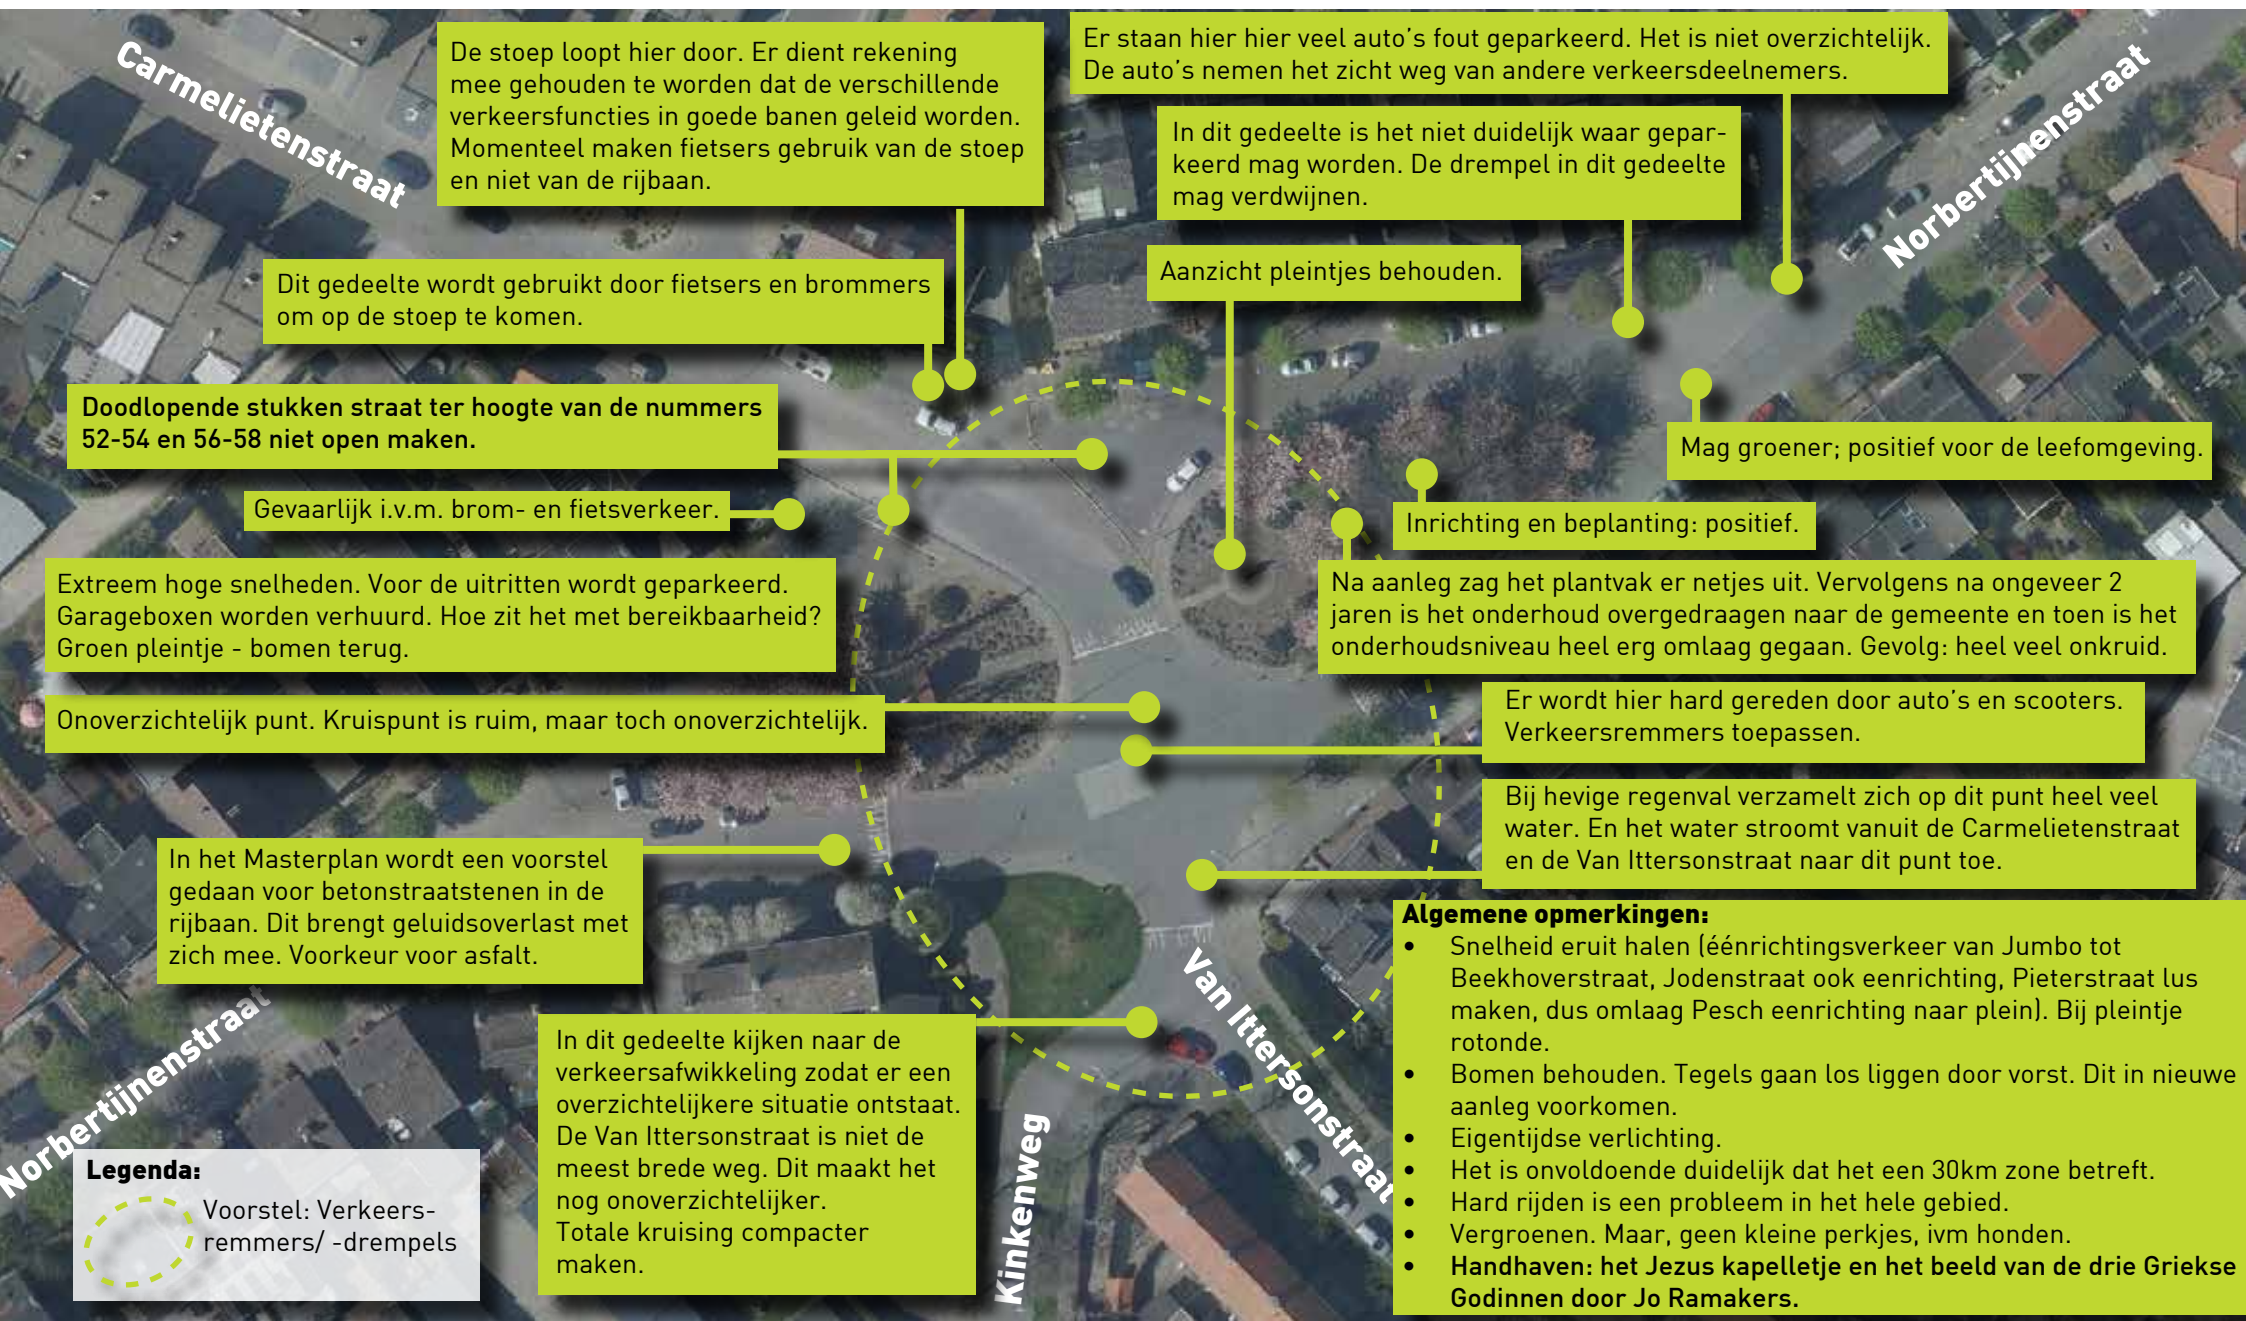 Carmelietenstraat
De stoep loopt hier door. Er dient rekening
mee gehouden te worden dat de verschillende
verkeersfuncties in goede banen geleid worden.
Momenteel maken fietsers gebruik van de stoep
en niet van de rijbaan.
Er staan hier hier veel auto's fout geparkeerd. Het is niet overzichtelijk.
De auto's nemen het zicht weg van andere verkeersdeelnemers.
In dit gedeelte is het niet duidelijk waar gepar-
keerd mag worden. De drempel in dit gedeelte
mag verdwijnen.
Norbertijnenstraat
Dit gedeelte wordt gebruikt door fietsers en brommers
om op de stoep te komen.
Aanzicht pleintjes behouden.
Doodlopende stukken straat ter hoogte van de nummers
52-54 en 56-58 niet open maken.
Mag groener; positief voor de leefomgeving.
Gevaarlijk i.v.m. brom- en fietsverkeer.
Inrichting en beplanting: positief.
Extreem hoge snelheden. Voor de uitritten wordt geparkeerd.
Garageboxen worden verhuurd. Hoe zit het met bereikbaarheid?
Groen pleintje - bomen terug.
Na aanleg zag het plantvak er netjes uit. Vervolgens na ongeveer 2
jaren is het onderhoud overgedraagen naar de gemeente en toen is het
onderhoudsniveau heel erg omlaag gegaan. Gevolg: heel veel onkruid.
Onoverzichtelijk punt. Kruispunt is ruim, maar toch onoverzichtelijk.
Er wordt hier hard gereden door auto's en scooters.
Verkeersremmers toepassen.
Bij hevige regenval verzamelt zich op dit punt heel veel
water. En het water stroomt vanuit de Carmelietenstraat
en de Van Ittersonstraat naar dit punt toe.
In het Masterplan wordt een voorstel
gedaan voor betonstraatstenen in de
rijbaan. Dit brengt geluidsoverlast met
zich mee. Voorkeur voor asfalt.
Norbertijnenstraat
In dit gedeelte kijken naar de
verkeersafwikkeling zodat er een
overzichtelijkere situatie ontstaat.
De Van Ittersonstraat is niet de
meest brede weg. Dit maakt het
nog onoverzichtelijker.
Totale kruising compacter
maken.
Kinkenweg
Van Ittersonstraat
Algemene opmerkingen:
• Snelheid eruit halen (éénrichtingsverkeer van Jumbo tot
Beekhoverstraat, Jodenstraat ook eenrichting, Pieterstraat lus
maken, dus omlaag Pesch eenrichting naar plein). Bij pleintje
rotonde.
• Bomen behouden. Tegels gaan los liggen door vorst. Dit in nieuwe
aanleg voorkomen.
• Eigentijdse verlichting.
• Het is onvoldoende duidelijk dat het een 30km zone betreft.
• Hard rijden is een probleem in het hele gebied.
• Vergroenen. Maar, geen kleine perkjes, ivm honden.
• Handhaven: het Jezus kapelletje en het beeld van de drie Griekse
Godinnen door Jo Ramakers.
Legenda:
Voorstel: Verkeers-
remmers/ -drempels